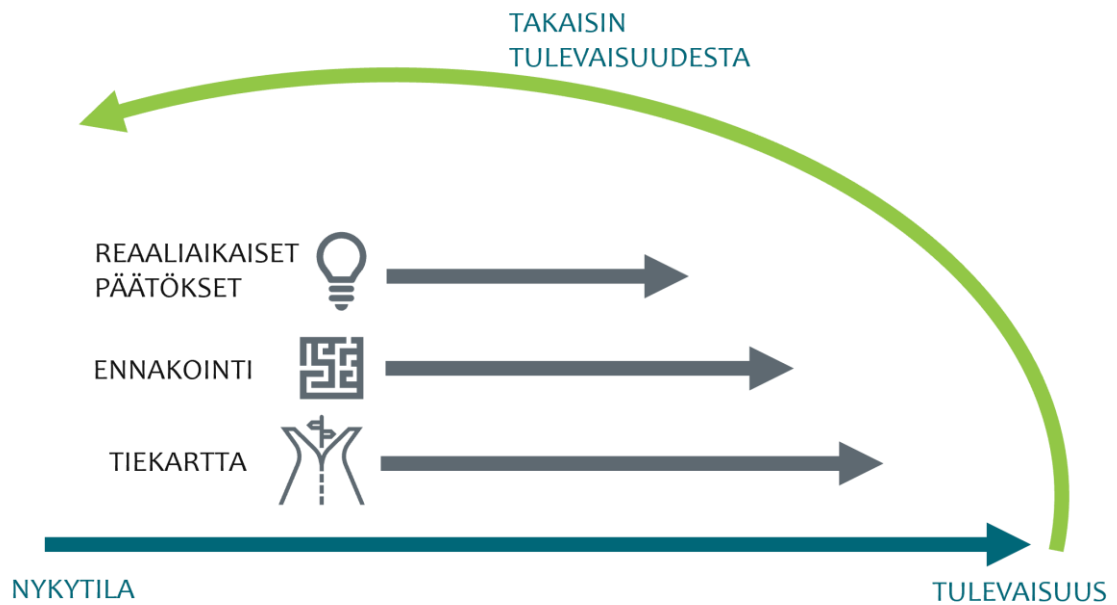 TAKAISIN
TULEVAISUUDESTA
REAALIAIKAISET
PÄÄTÖKSET
ENNAKOINTI
TIEKARTTA
NYKYTILA
TULEVAISUUS